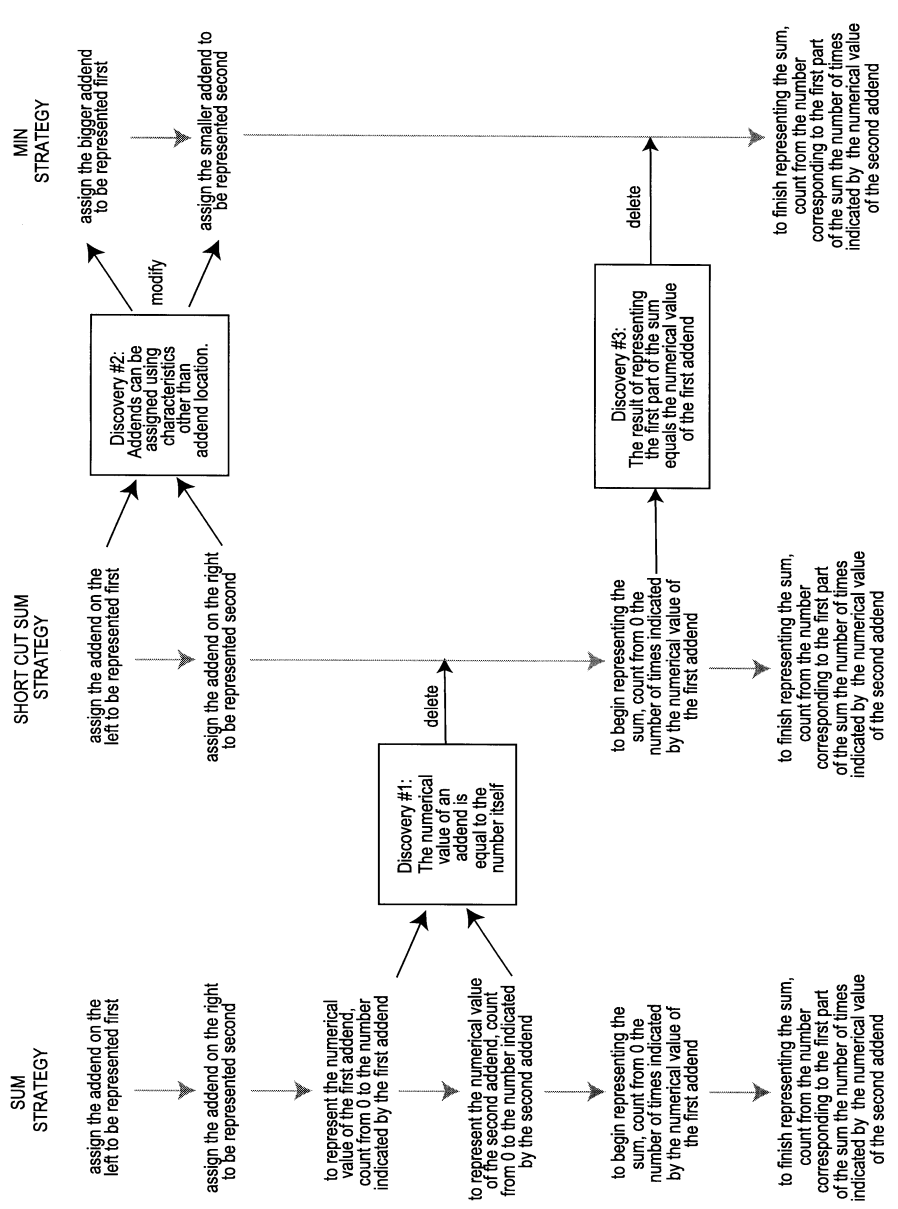 SUM
STRATEGY
assign the addend on the
left to be represented first
assign the addend on the right
to be represented second
to represent the numerical
value of the first addend,
count from 0 to the number
indicated by the first addend
to represent the numerical value
of the second addend, count
from 0 to the number indicated
by the second addend
to begin representing the
sum, count from 0 the
number of times indicated
by the numerical value of
the first addend
to finish representing the sum,
count from the number
corresponding to the first part
of the sum the number of times
indicated by the numerical value
of the second addend
Discovery #1:
The numerical
value of an
addend is
equal to the
number itself
delete
SHORT CUT SUM
STRATEGY
assign the addend on the
left to be represented first
assign the addend on the right
to be represented second
to begin representing the
sum, count from 0 the
number of times indicated
by the numerical value of
the first addend
to finish representing the sum,
count from the number
corresponding to the first part
of the sum the number of times
indicated by the numerical value
of the second addend
Discovery #2:
Addends can be
assigned using
characteristics
other than
addend location.
modify
Discovery #3:
The result of representing
the first part of the sum
equals the numerical value
of the first addend
delete
MIN
STRATEGY
assign the bigger addend
to be represented first
assign the smaller addend to
be represented second
to finish representing the sum,
count from the number
corresponding to the first part
of the sum the number of times
indicated by the numerical value
of the second addend